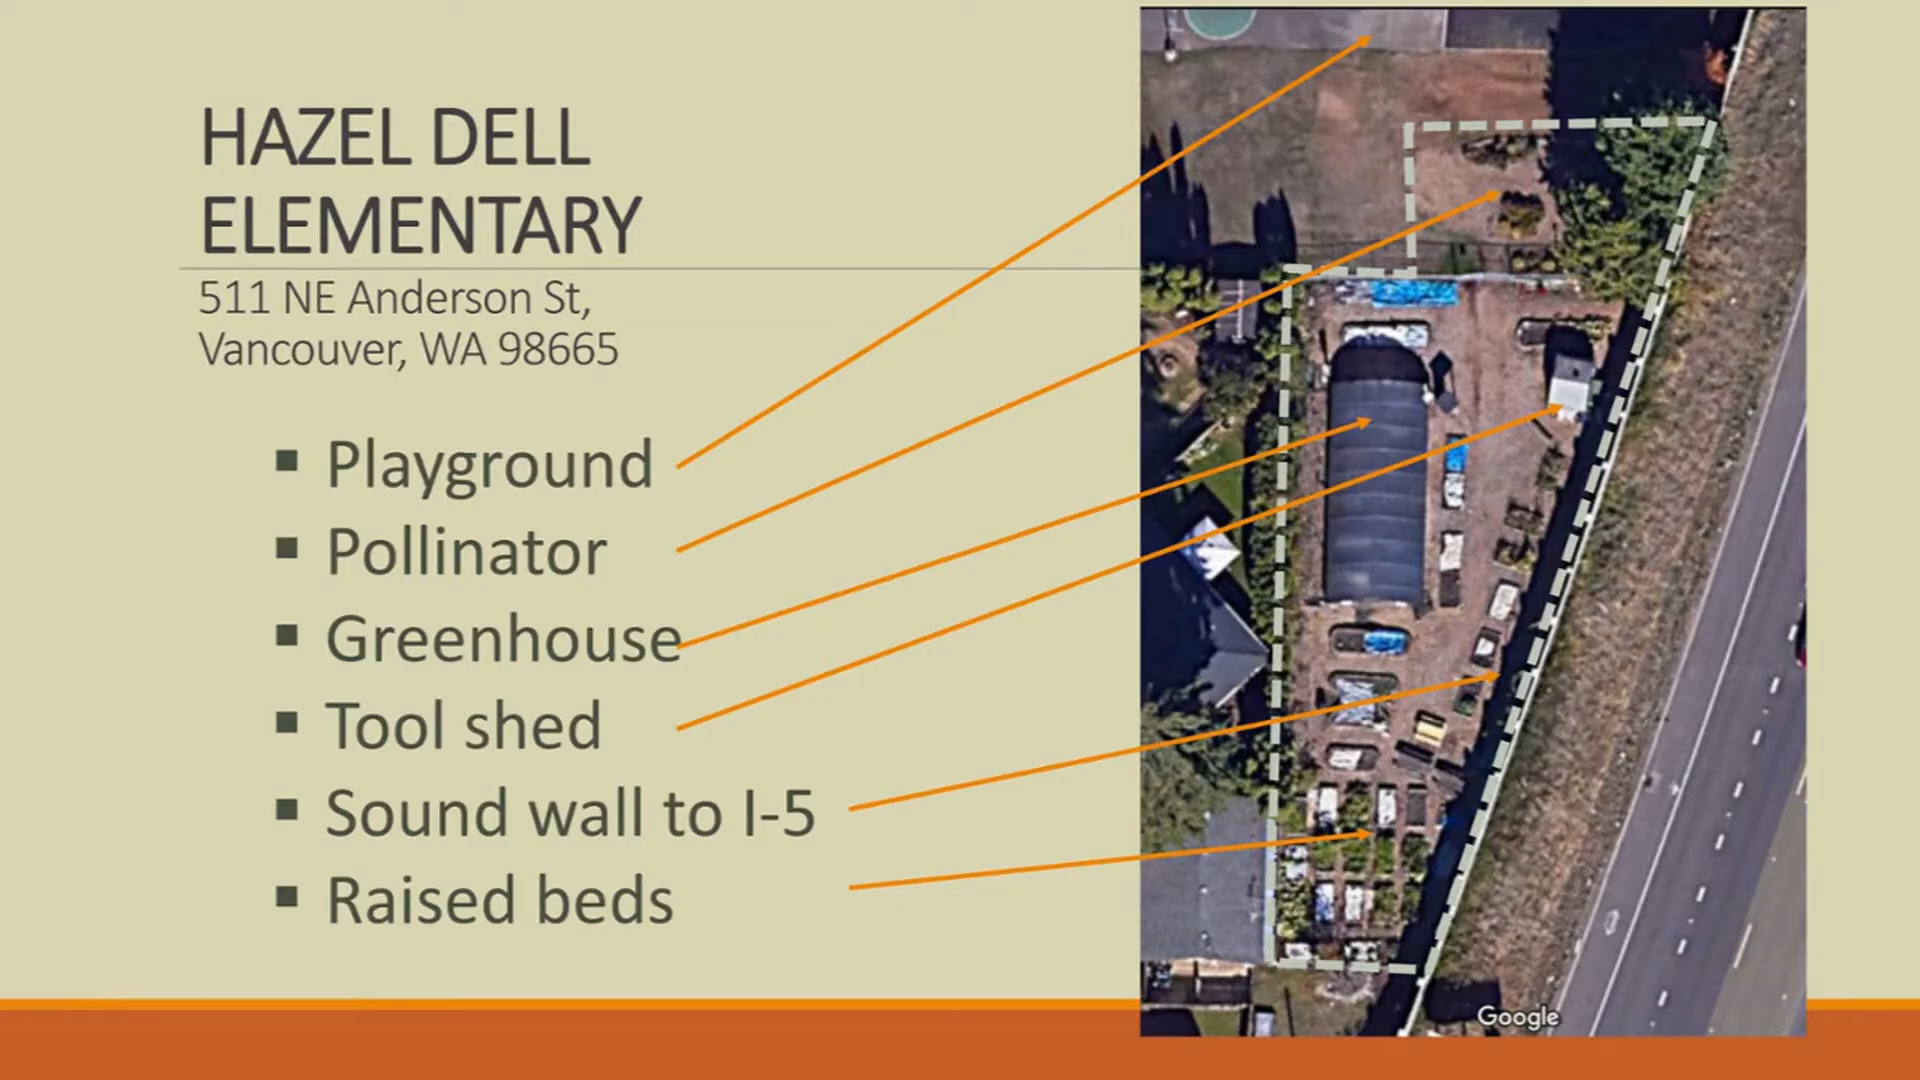 HAZEL DELL
ELEMENTARY
511 NE Anderson St,
Vancouver, WA 98665
▪ Playground
▪ Pollinator
▪ Greenhouse
▪ Tool shed
▪ Sound wall to I-5
▪ Raised beds
Google